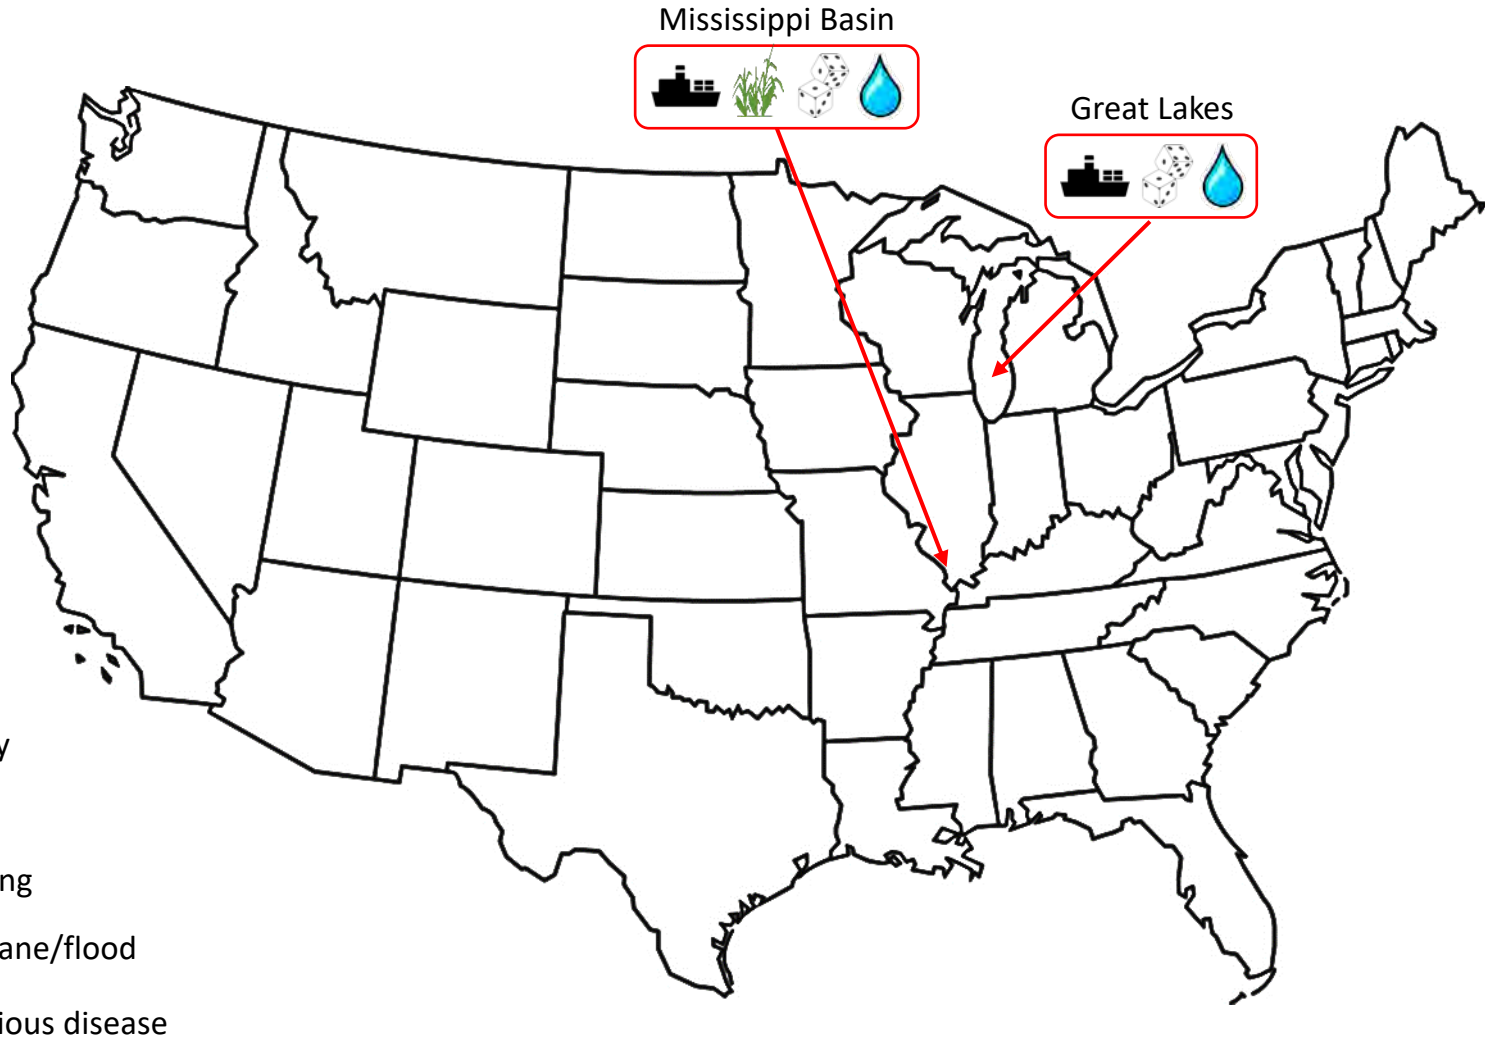 Mississippi Basin
Great Lakes
y
ng
ane/flood
ious disease